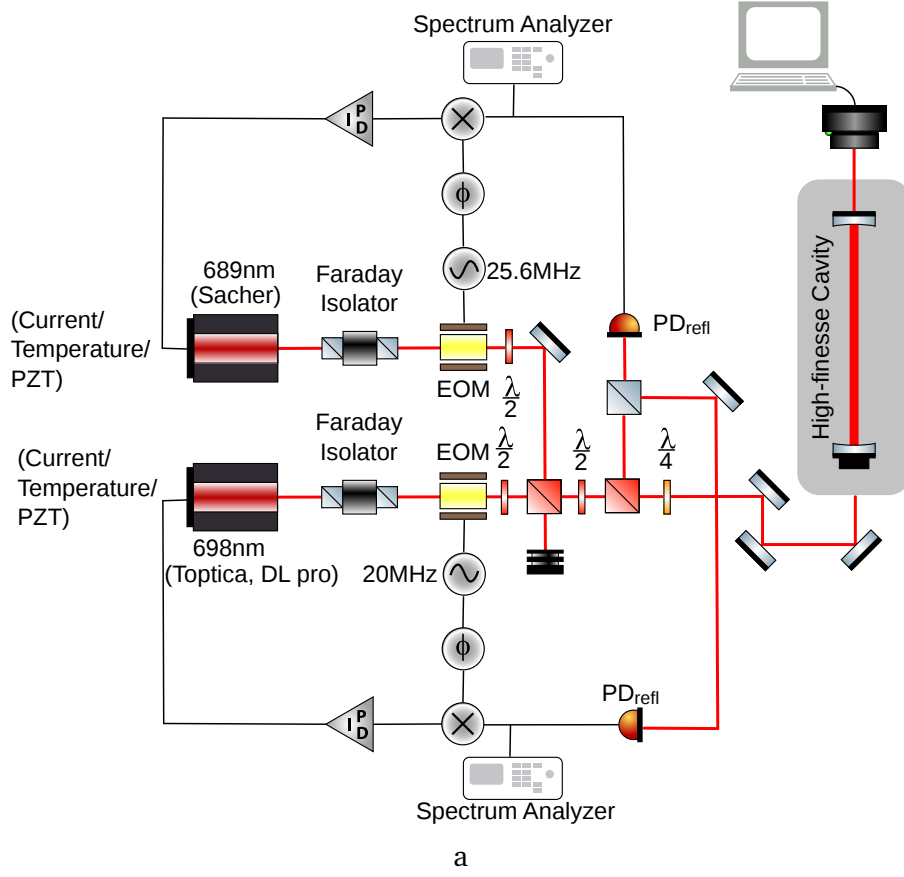 Spectrum Analyzer
I P D
ϕ
689nm
(Sacher)
Faraday
Isolator
25.6MHz
(Current/
Temperature/
PZT)
EOM
λ
2
PDrefl
High-finesse Cavity
(Current/
Temperature/
PZT)
Faraday
Isolator
EOM
λ
2
λ
2
λ
4
698nm
(Toptica, DL pro)
20MHz
ϕ
PDrefl
I P D
Spectrum Analyzer
a